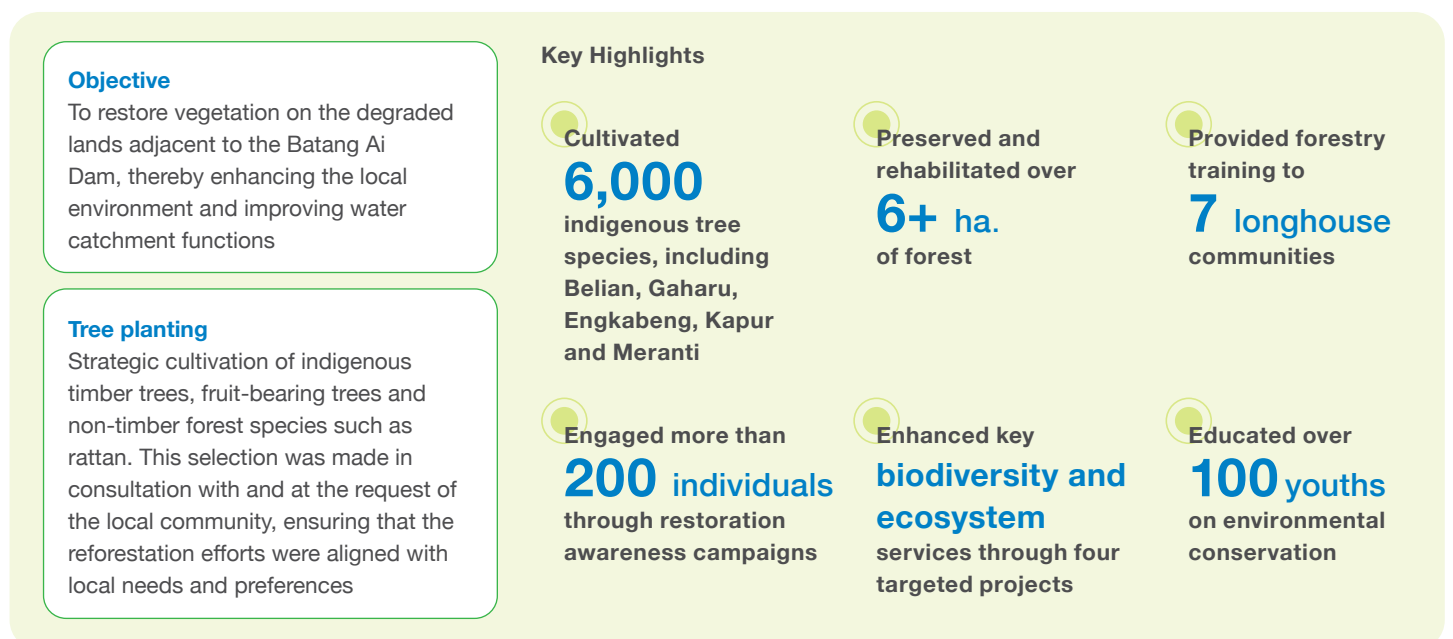 Objective
To restore vegetation on the degraded
lands adjacent to the Batang Ai
Dam, thereby enhancing the local
environment and improving water
catchment functions
Tree planting
Strategic cultivation of indigenous
timber trees, fruit-bearing trees and
non-timber forest species such as
rattan. This selection was made in
consultation with and at the request of
the local community, ensuring that the
reforestation efforts were aligned with
local needs and preferences
Key Highlights
Cultivated
6,000
indigenous tree
species, including
Belian, Gaharu,
Engkabeng, Kapur
and Meranti
Preserved and
rehabilitated over
6+ ha.
of forest
Provided forestry
training to
7 longhouse
communities
Engaged more than
200 individuals
through restoration
awareness campaigns
Enhanced key
biodiversity and
ecosystem
services through four
targeted projects
Educated over
100 youths
on environmental
conservation